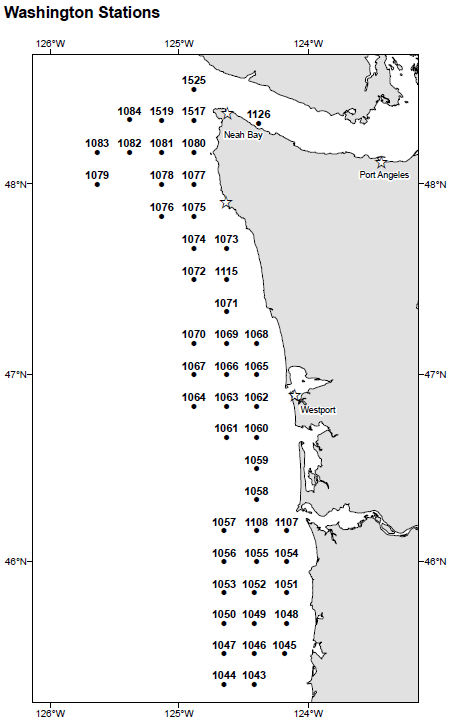 Washington Stations
126°W 125°W 124°W
1525
1084 1519 1517 1126
Neah Bay
1083 1082 1081 1080
Port Angeles
48°N 1079 1078 1077 48°N
1076 1075
1074 1073
1072 1115
1071
1070 1069 1068
47°N 1067 1066 1065 47°N
1064 1063 1062
Westport
1061 1060
1059
1058
1057 1108 1107
46°N 1056 1055 1054 46°N
1053 1052 1051
1050 1049 1048
1047 1046 1045
1044 1043
126°W 125°W 124°W